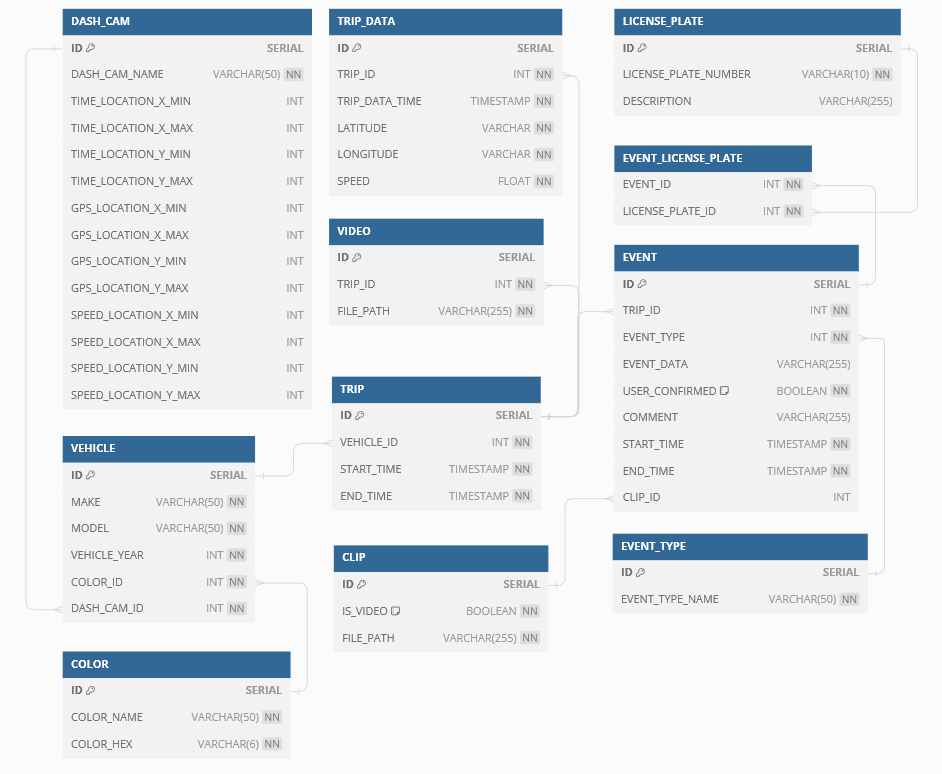 DASH_CAM
ID SERIAL
DASH_CAM_NAME VARCHAR(50) NN
TIME_LOCATION_X_MIN INT
TIME_LOCATION_X_MAX INT
TIME_LOCATION_Y_MIN INT
TIME_LOCATION_Y_MAX INT
GPS_LOCATION_X_MIN INT
GPS_LOCATION_X_MAX INT
GPS_LOCATION_Y_MIN INT
GPS_LOCATION_Y_MAX INT
SPEED_LOCATION_X_MIN INT
SPEED_LOCATION_X_MAX INT
SPEED_LOCATION_Y_MIN INT
SPEED_LOCATION_Y_MAX INT
VEHICLE
ID SERIAL
MAKE VARCHAR(50) NN
MODEL VARCHAR(50) NN
VEHICLE_YEAR INT NN
COLOR_ID INT NN
DASH_CAM_ID INT NN
COLOR
ID SERIAL
COLOR_NAME VARCHAR(50) NN
COLOR_HEX VARCHAR(6) NN
TRIP_DATA
ID SERIAL
TRIP_ID INT NN
TRIP_DATA_TIME TIMESTAMP NN
LATITUDE VARCHAR NN
LONGITUDE VARCHAR NN
SPEED FLOAT NN
VIDEO
ID SERIAL
TRIP_ID INT NN
FILE_PATH VARCHAR(255) NN
TRIP
ID SERIAL
VEHICLE_ID INT NN
START_TIME TIMESTAMP NN
END_TIME TIMESTAMP NN
CLIP
ID SERIAL
IS_VIDEO BOOLEAN NN
FILE_PATH VARCHAR(255) NN
LICENSE_PLATE
ID SERIAL
LICENSE_PLATE_NUMBER VARCHAR(10) NN
DESCRIPTION VARCHAR(255)
EVENT_LICENSE_PLATE
EVENT_ID INT NN
LICENSE_PLATE_ID INT NN
EVENT
ID SERIAL
TRIP_ID INT NN
EVENT_TYPE INT NN
EVENT_DATA VARCHAR(255)
USER_CONFIRMED BOOLEAN NN
COMMENT VARCHAR(255)
START_TIME TIMESTAMP NN
END_TIME TIMESTAMP NN
CLIP_ID INT
EVENT_TYPE
ID SERIAL
EVENT_TYPE_NAME VARCHAR(50) NN